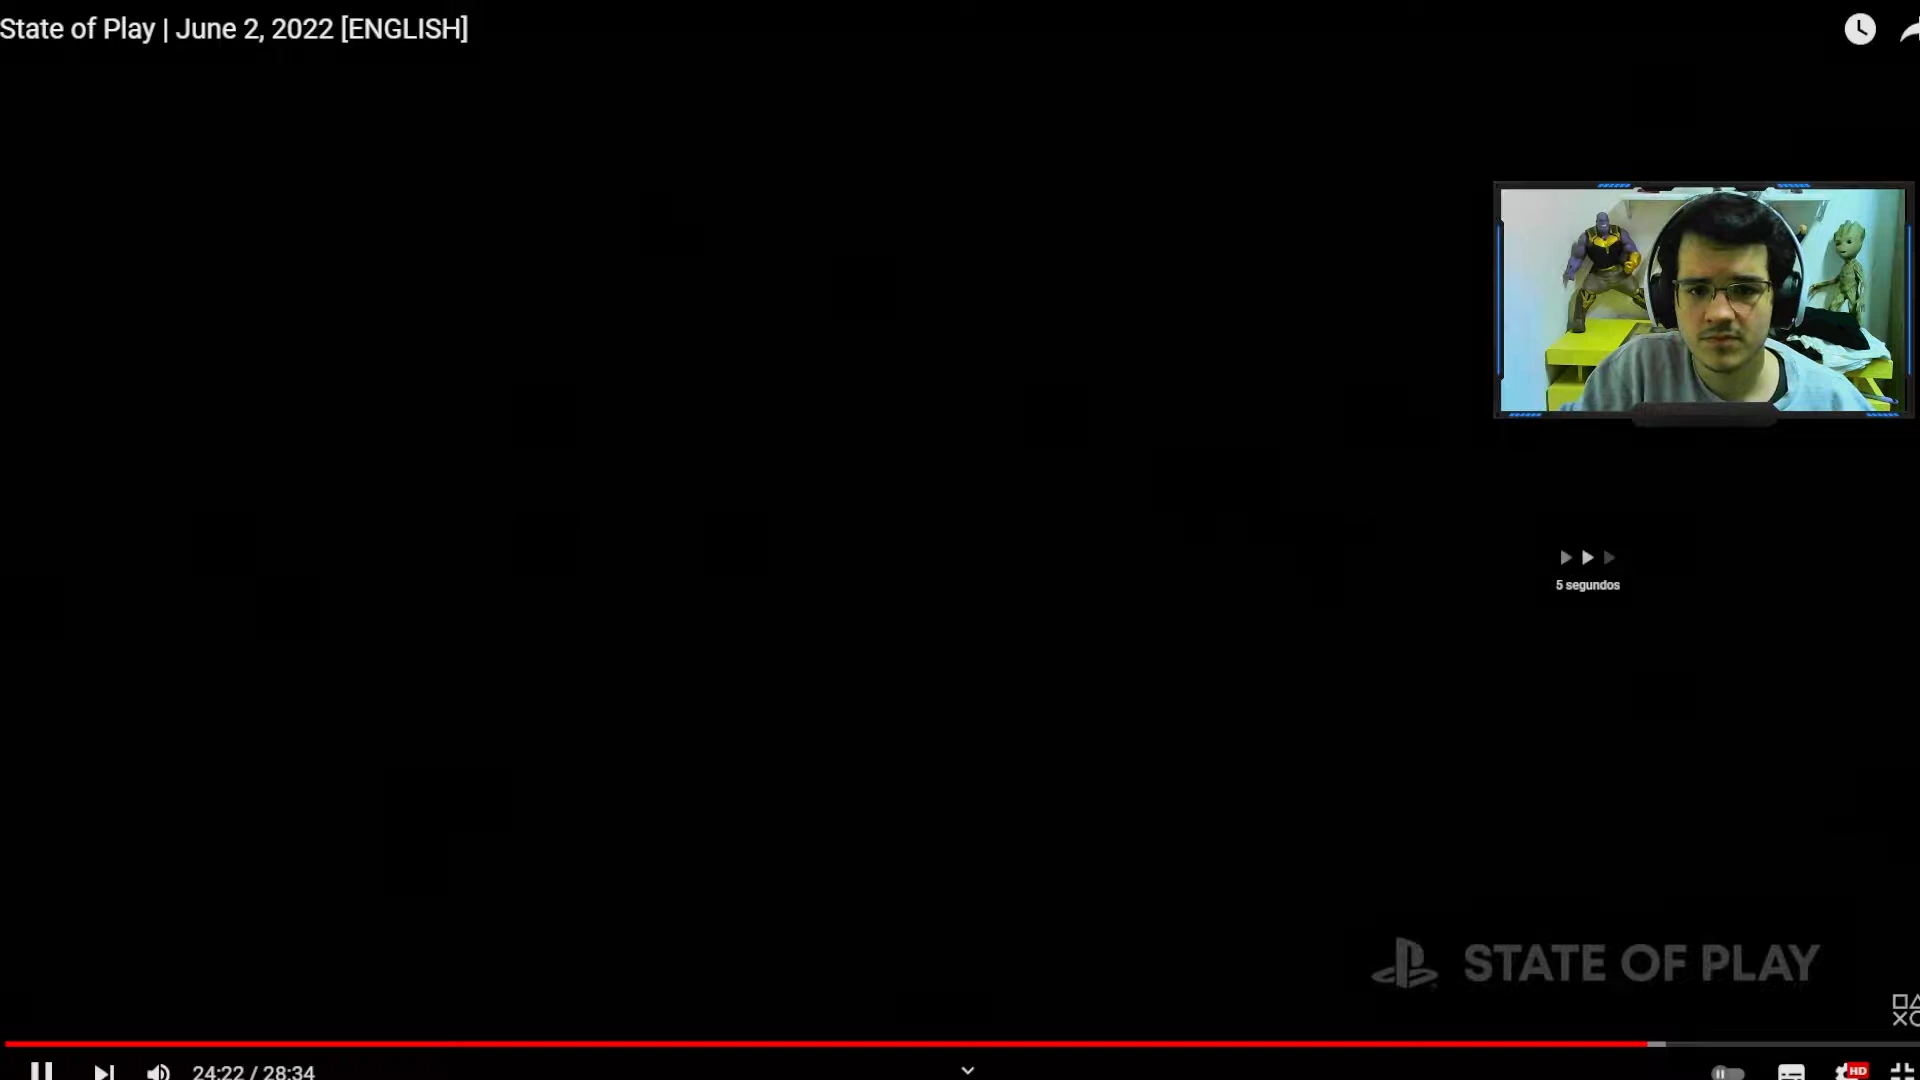 State of Play | June 2, 2022 [ENGLISH]
5 segundos
STATE OF PLAY
24:22 / 28:34
HD